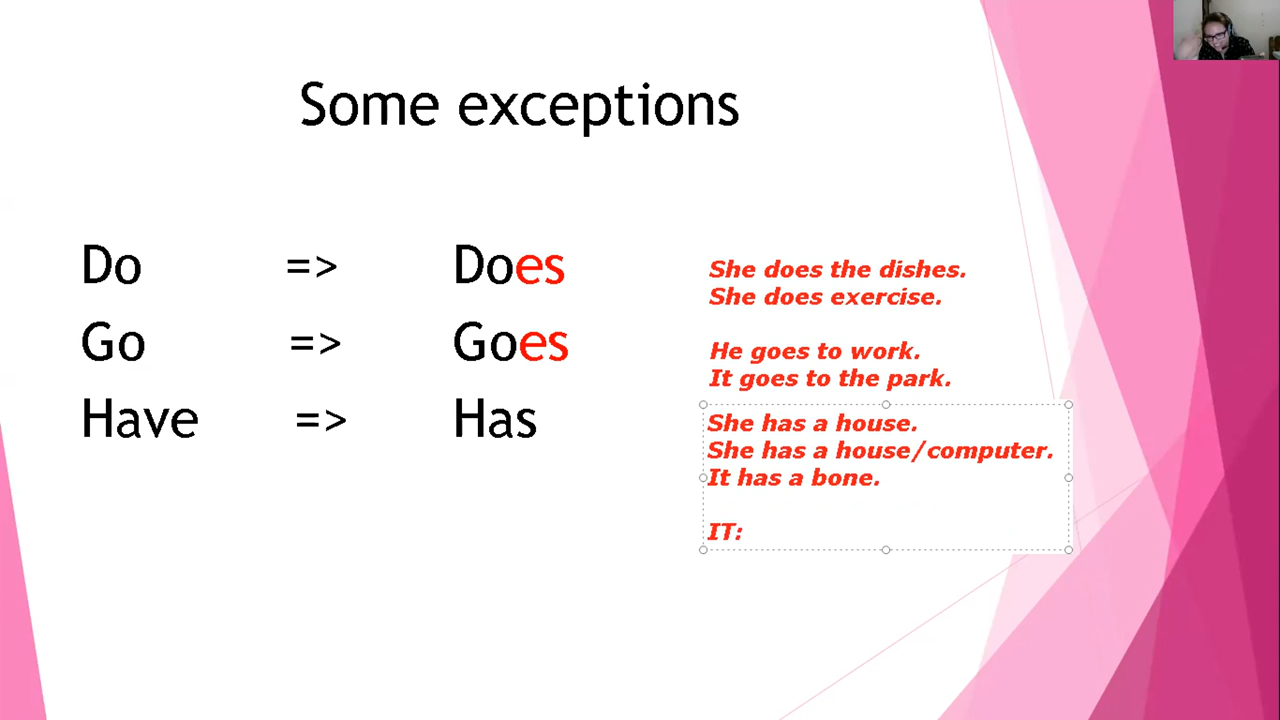 Some exceptions
Do => Does
Go => Goes
Have => Has
She does the dishes.
She does exercise.
He goes to work.
It goes to the park.
She has a house.
She has a house/computer.
It has a bone.
IT: